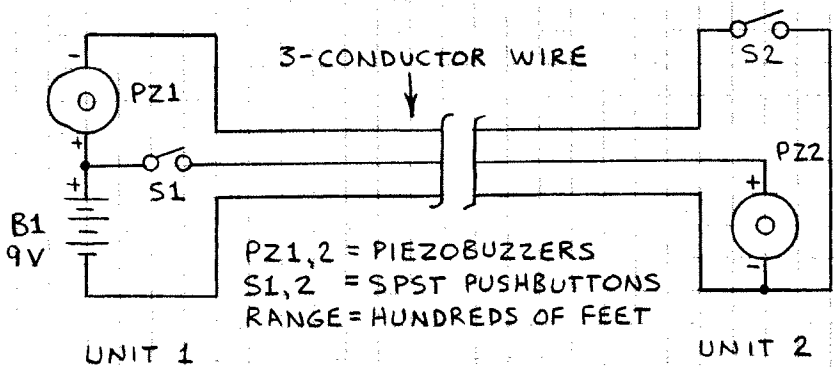 3-CONDUCTOR WIRE
S2
-
PZ1
+
S1
+
B1
9V
PZ2
+
-
PZ1,2 = PIEZOBUZZERS
S1,2 = SPST PUSHBUTTONS
RANGE = HUNDREDS OF FEET
UNIT 1
UNIT 2